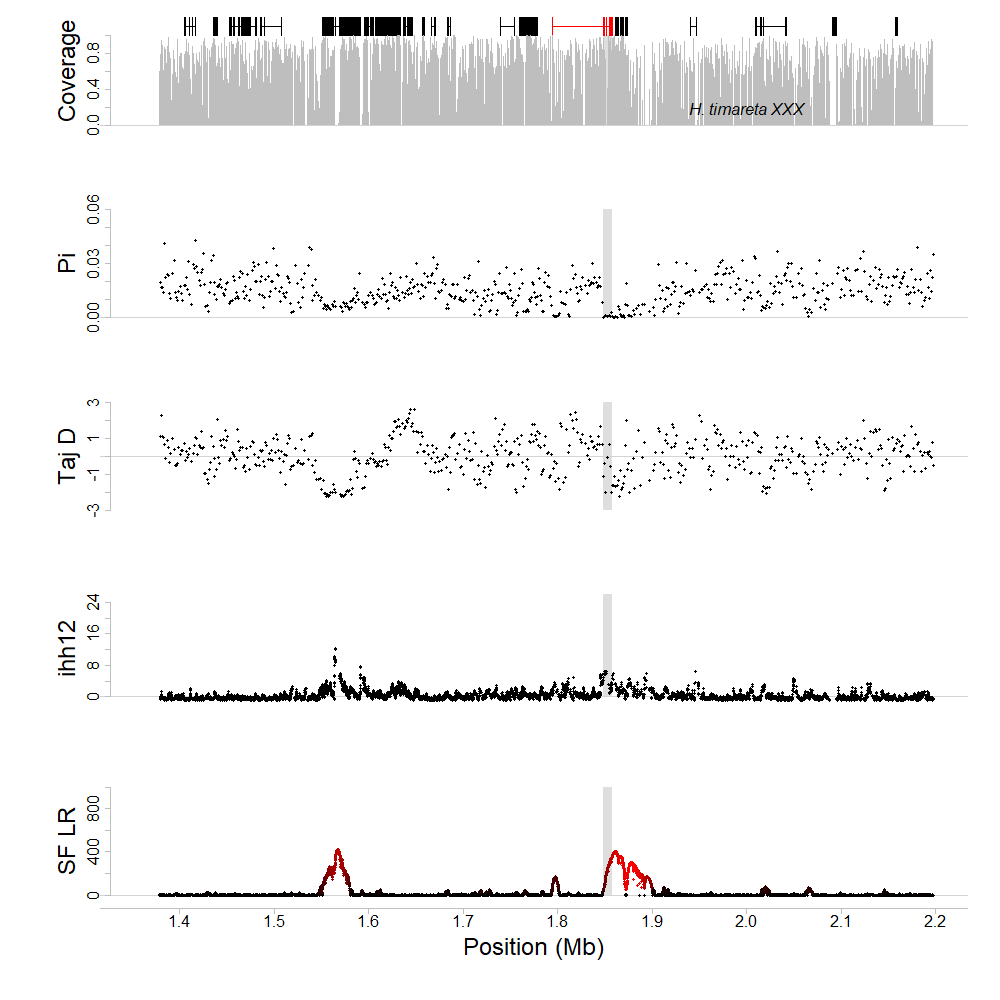 Coverage
0.0 0.4 0.8
H. timareta XXX
Pi
0.00 0.03 0.06
Taj D
-3 -1 1 3
ihh12
0 8 16 24
SF LR
0 400 800
1.4 1.5 1.6 1.7 1.8 1.9 2.0 2.1 2.2
Position (Mb)